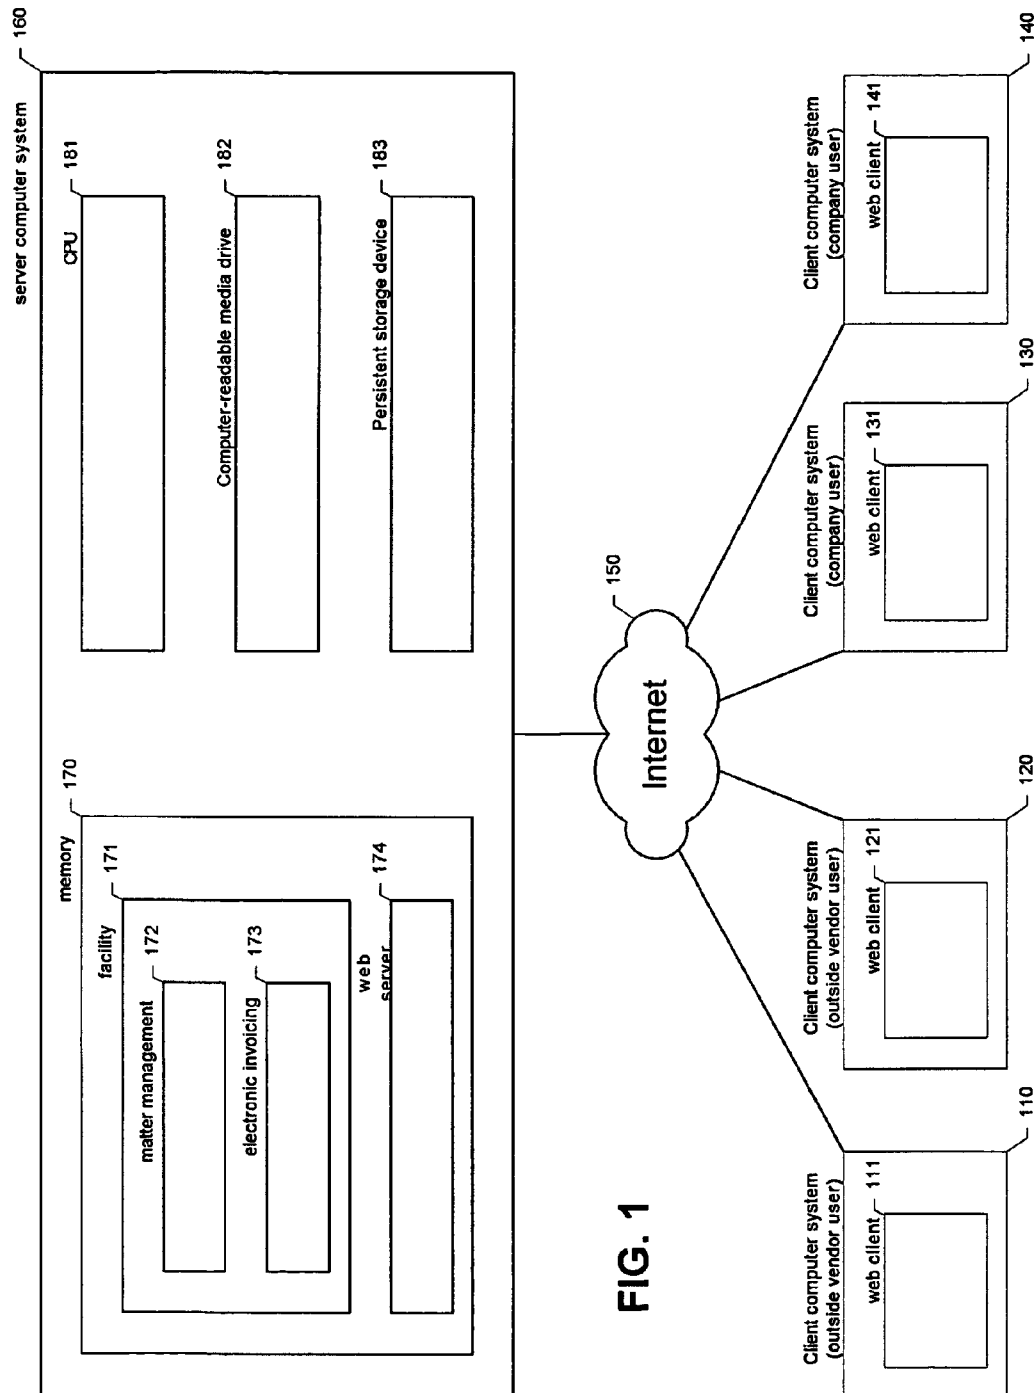 server computer system
160
memory
170
facility
171
matter management
172
electronic invoicing
173
web
server
174
CPU
181
Computer-readable media drive
182
Persistent storage device
183
Internet
150
FIG. 1
Client computer system
(outside vendor user)
web client
111
110
Client computer system
(outside vendor user)
web client
121
120
Client computer system
(company user)
web client
131
130
Client computer system
(company user)
web client
141
140